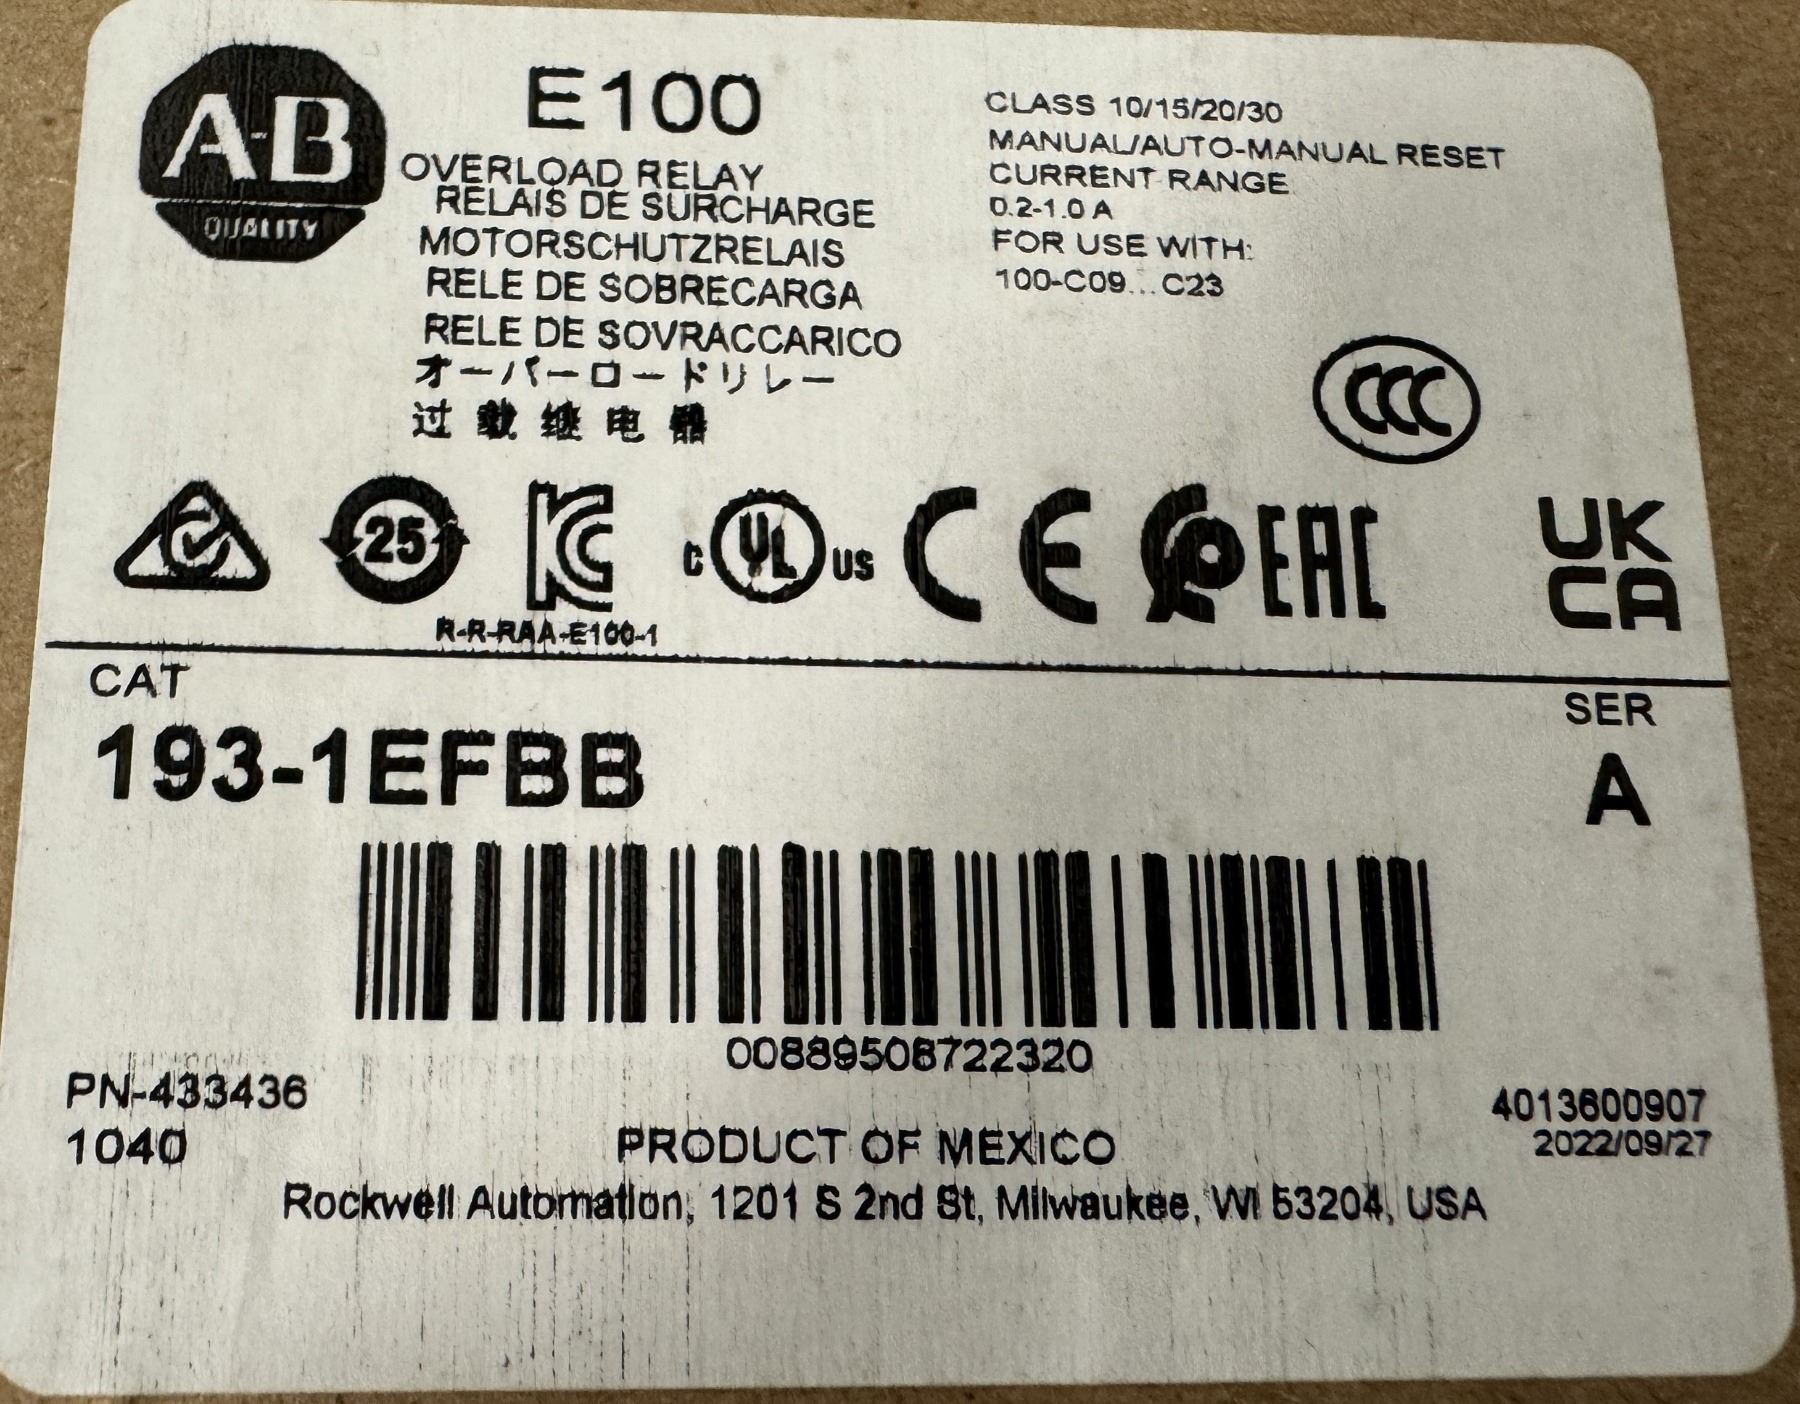 A-B
QUALITY
E100
OVERLOAD RELAY
RELAIS DE SURCHARGE
MOTORSCHUTZRELAIS
RELE DE SOBRECARGA
RELE DE SOVRACCARICO
オーバーロードリレー
过载继电器
CLASS 10/15/20/30
MANUAL/AUTO-MANUAL RESET
CURRENT RANGE
0.2-1.0 A
FOR USE WITH:
100-C09...C23
CCC
25
KC
R-R-RAA-E100-1
C UL US
CE
EAC
UK
CA
CAT
193-1EFBB
SER
A
00889508722320
PN-433436
1040
PRODUCT OF MEXICO
4013600907
2022/09/27
Rockwell Automation, 1201 S 2nd St, Milwaukee, WI 53204, USA